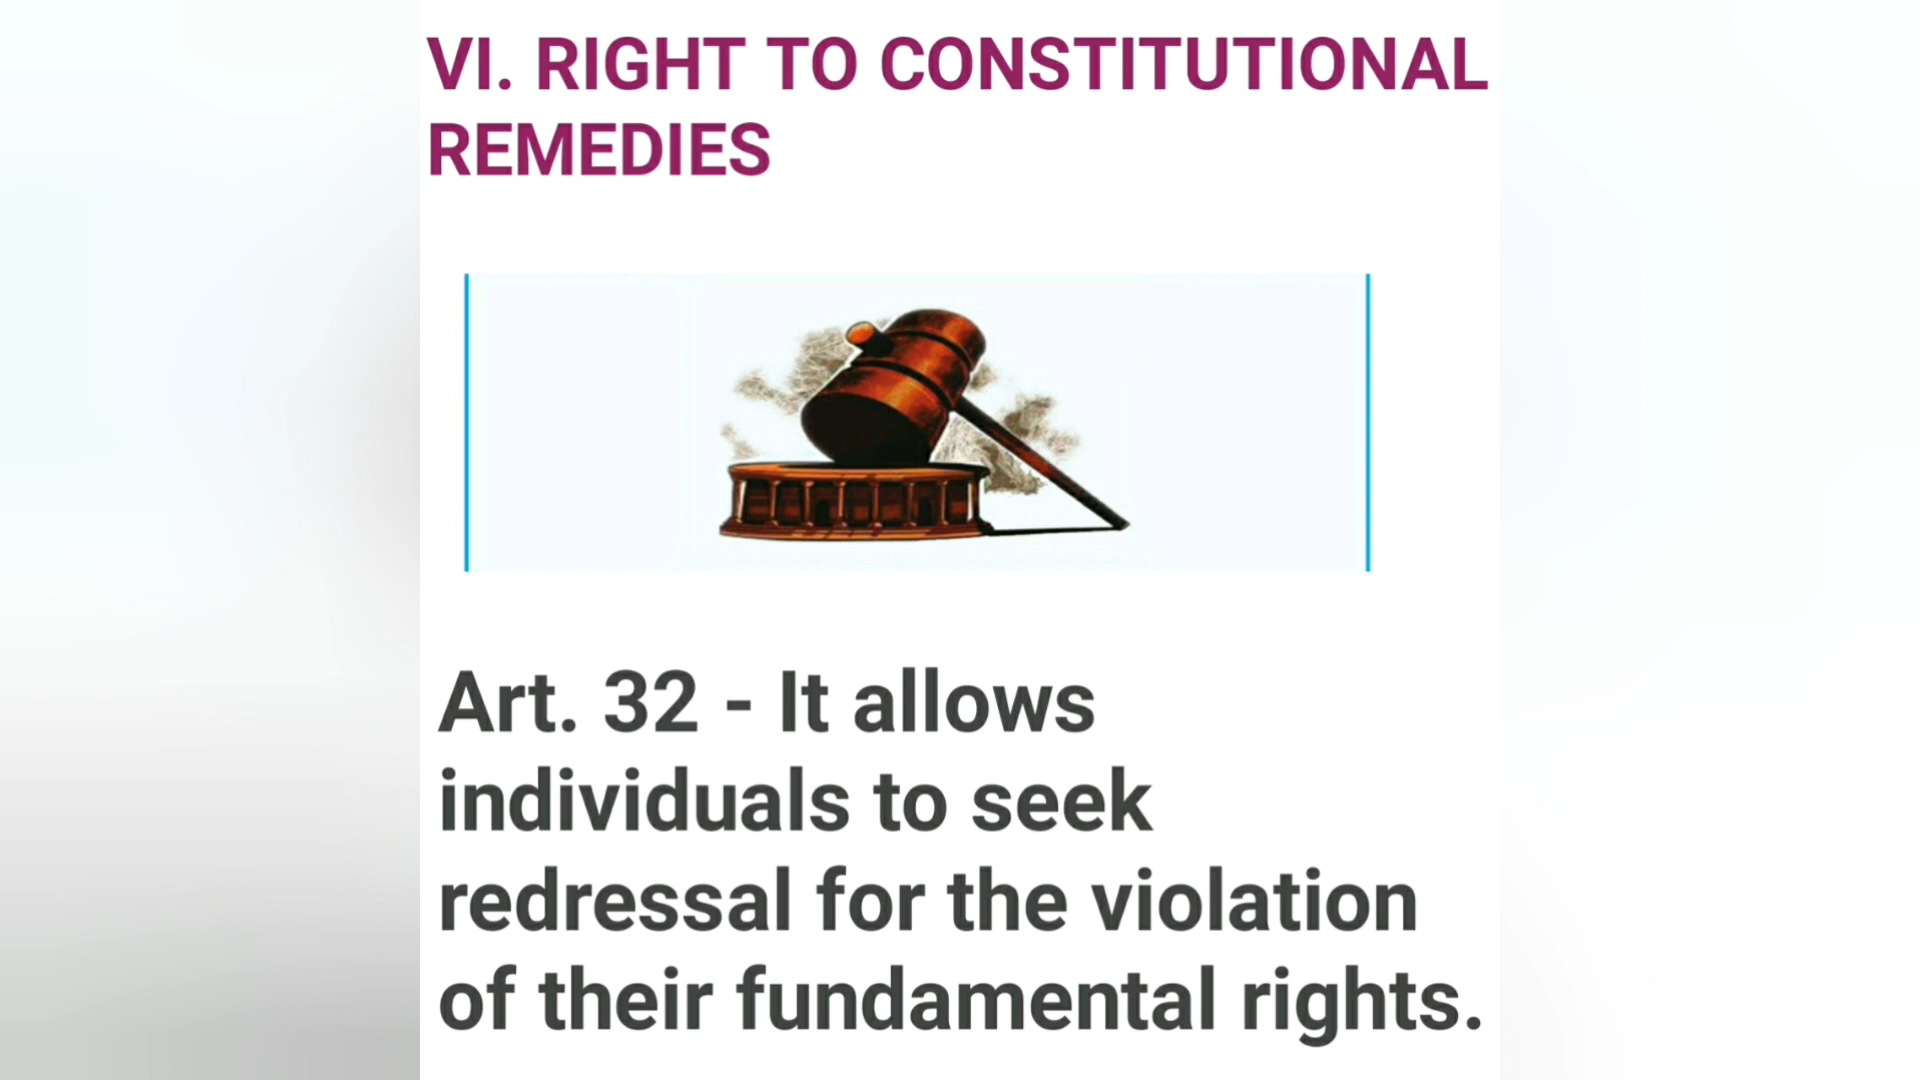 VI. RIGHT TO CONSTITUTIONAL
REMEDIES
Art. 32 - It allows
individuals to seek
redressal for the violation
of their fundamental rights.